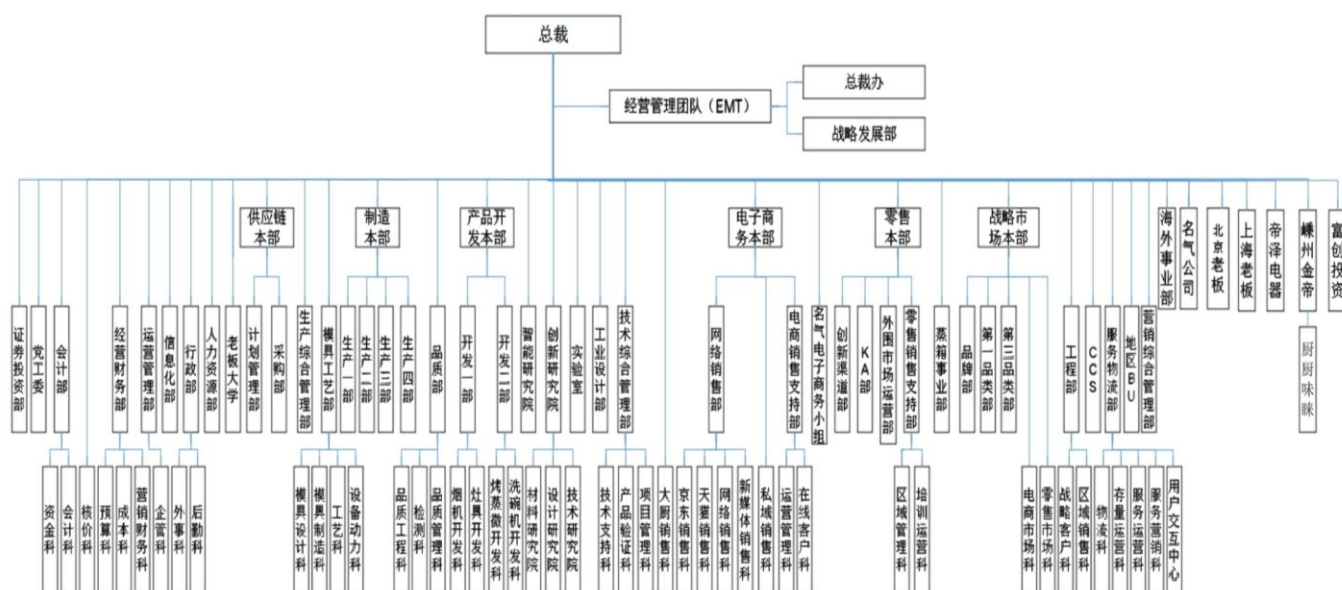 总裁
总裁办
经营管理团队（EMT）
战略发展部
供应链本部
制造本部
产品开发本部
电子商务本部
零售本部
战略市场本部
海外事业部
名气公司
北京老板
上海老板
帝泽电器
嵊州金帝
富创投资
证券投资部
党工委
会计部
经营财务部
运营管理部
信息化部
行政部
人力资源部
老板大学
计划管理部
采购部
生产综合管理部
模具工艺部
生产一部
生产二部
生产三部
生产四部
品质部
开发一部
开发二部
智能研究院
创新研究院
实验室
工业设计部
技术综合管理部
网络销售部
电商销售支持部
名气电子商务小组
创新渠道部
KA部
外围市场运营部
零售销售支持部
蒸箱事业部
品牌部
第一品类部
第三品类部
工程部
CCS
服务物流部
地区BU
营销综合管理部
厨厨味睐
资金科
会计科
核价科
预算科
成本科
营销财务科
企管科
外事科
后勤科
模具设计科
模具制造科
工艺科
设备动力科
品质工程科
检测科
品质管理科
烟机开发科
灶具开发科
烤蒸微开发科
洗碗机开发科
材料研究院
设计研究院
技术研究院
技术支持科
产品验证科
项目管理科
大厨销售科
京东销售科
天猫销售科
网络销售科
新媒体销售科
私域销售科
运营管理科
在线客户科
区域管理科
培训运营科
电商市场科
零售市场科
战略客户科
区域销售科
物流科
存量运营科
服务运营科
服务营销科
用户交互中心